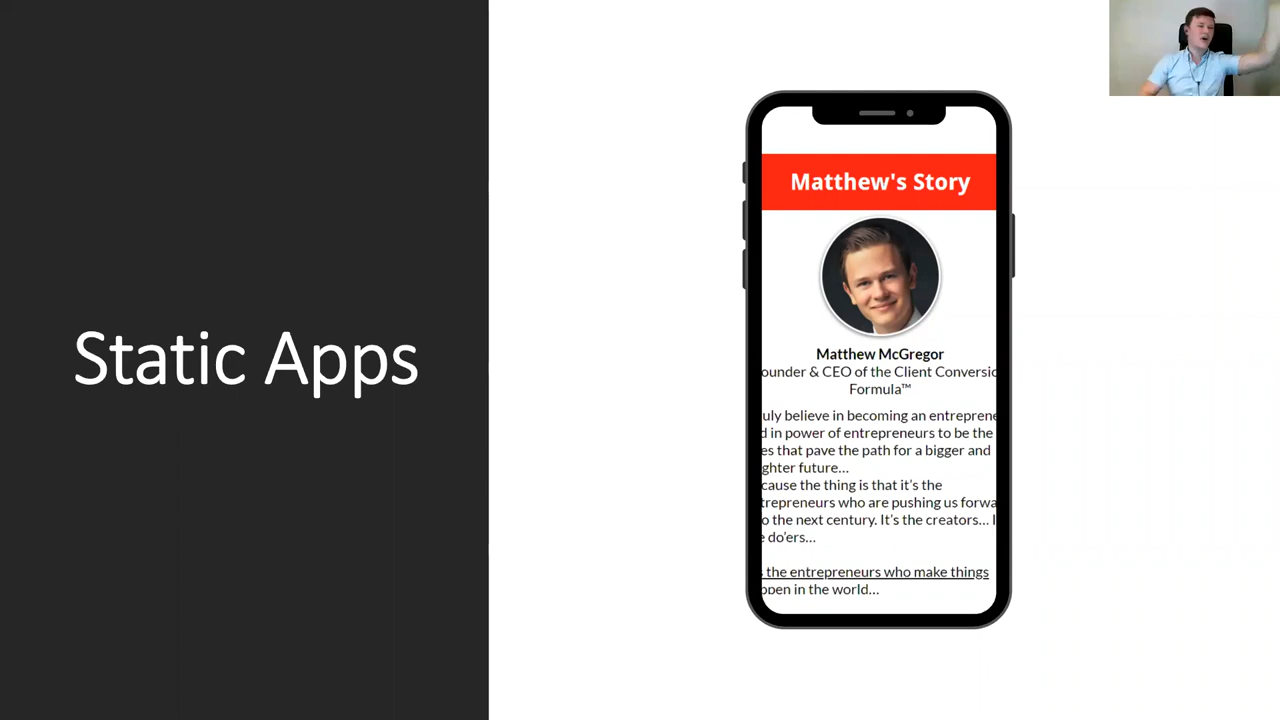 Static Apps
Matthew's Story
Matthew McGregor
ounder & CEO of the Client Conversio
Formula™
uly believe in becoming an entreprene
d in power of entrepreneurs to be the
es that pave the path for a bigger and
ghter future...
cause the thing is that it's the
trepreneurs who are pushing us forwa
o the next century. It's the creators... I
e do'ers...
s the entrepreneurs who make things
open in the world...